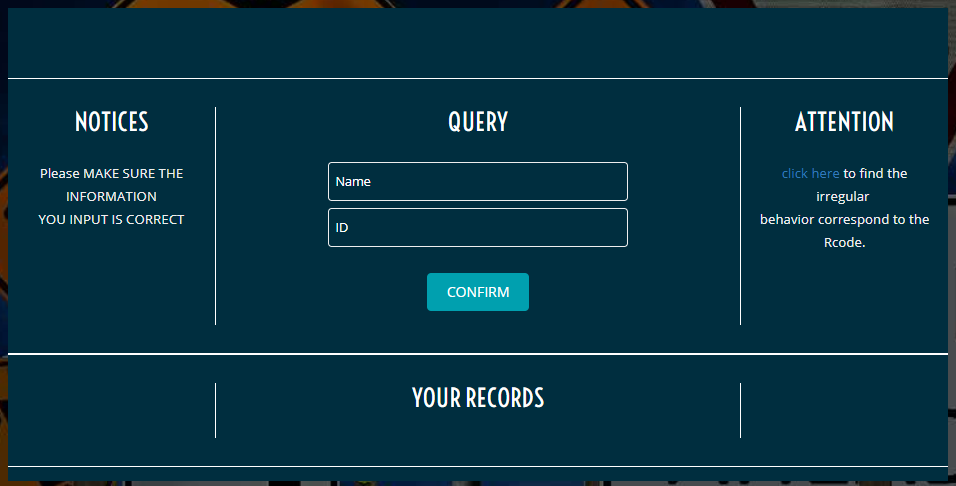 NOTICES
Please MAKE SURE THE
INFORMATION
YOU INPUT IS CORRECT
QUERY
Name
ID
CONFIRM
ATTENTION
click here to find the
irregular
behavior correspond to the
Rcode.
YOUR RECORDS